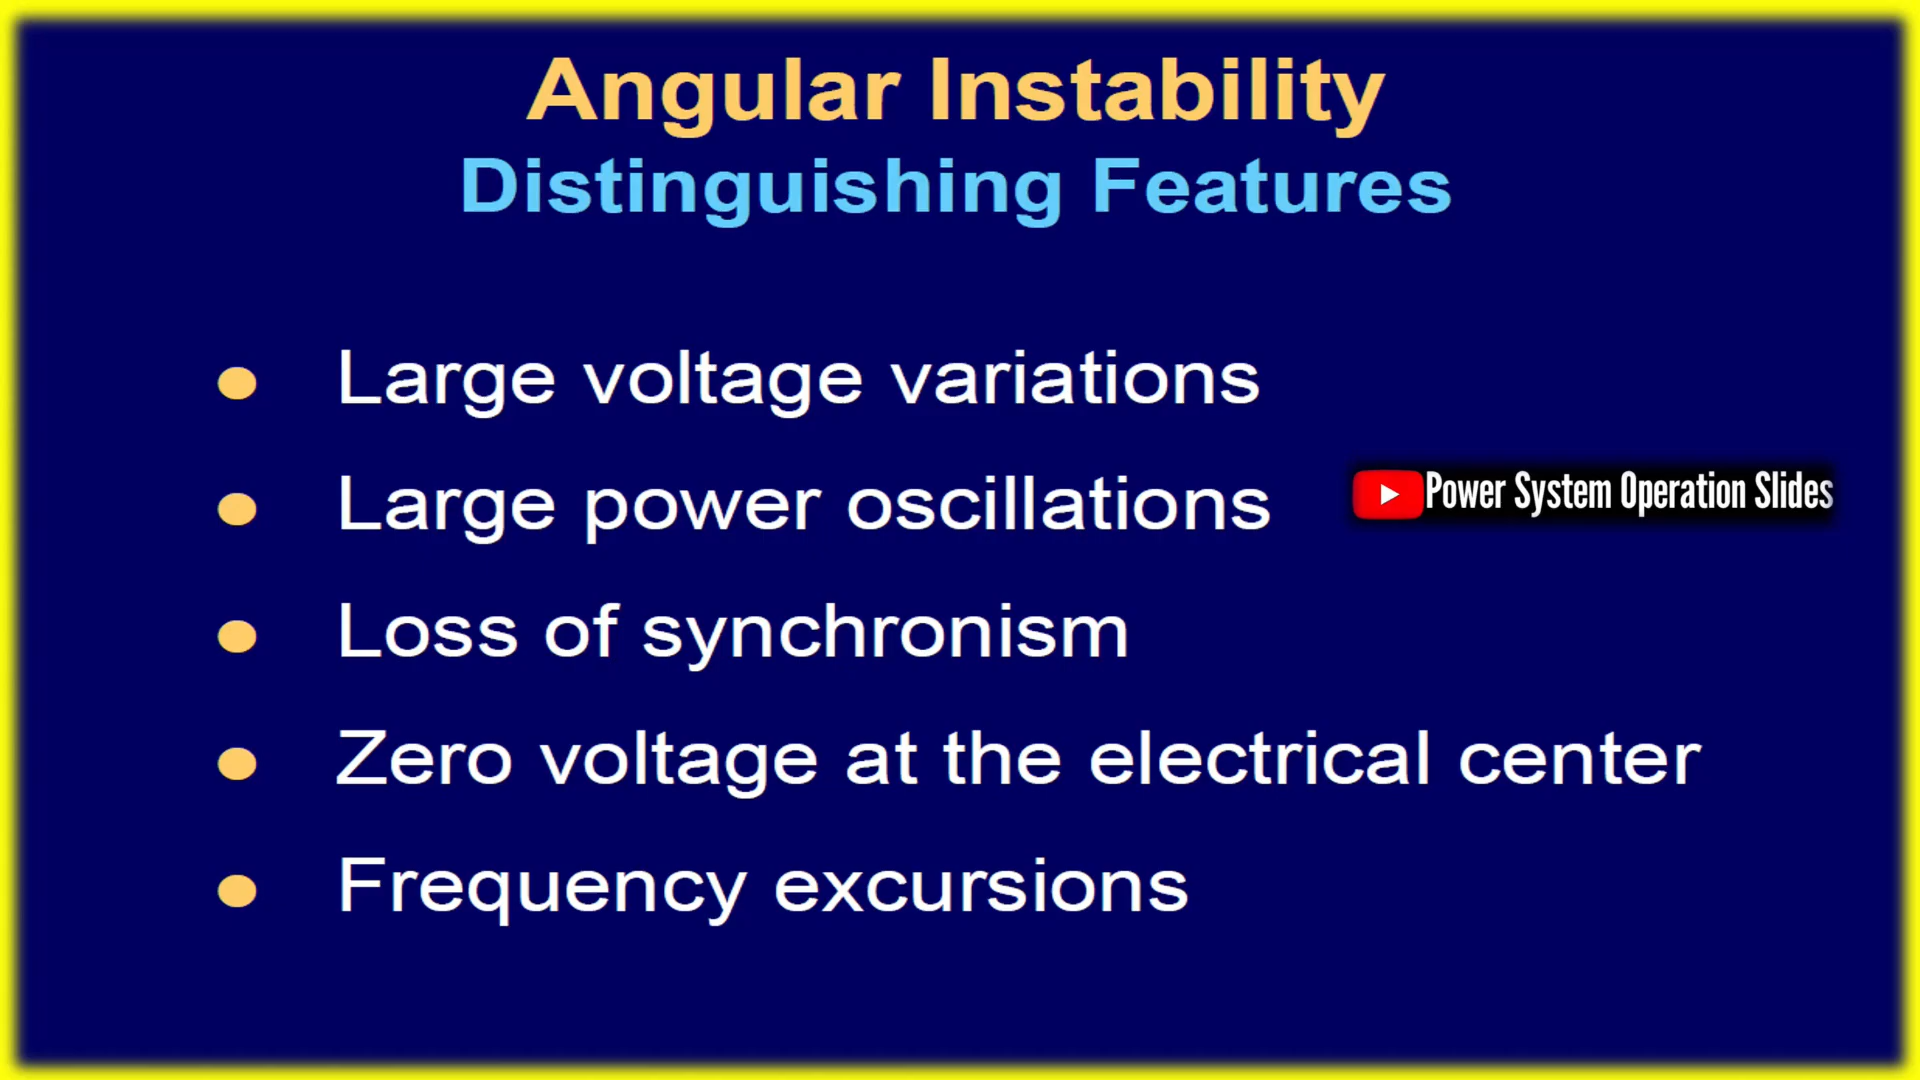 Angular Instability
Distinguishing Features
Large voltage variations
Large power oscillations
Power System Operation Slides
Loss of synchronism
Zero voltage at the electrical center
Frequency excursions